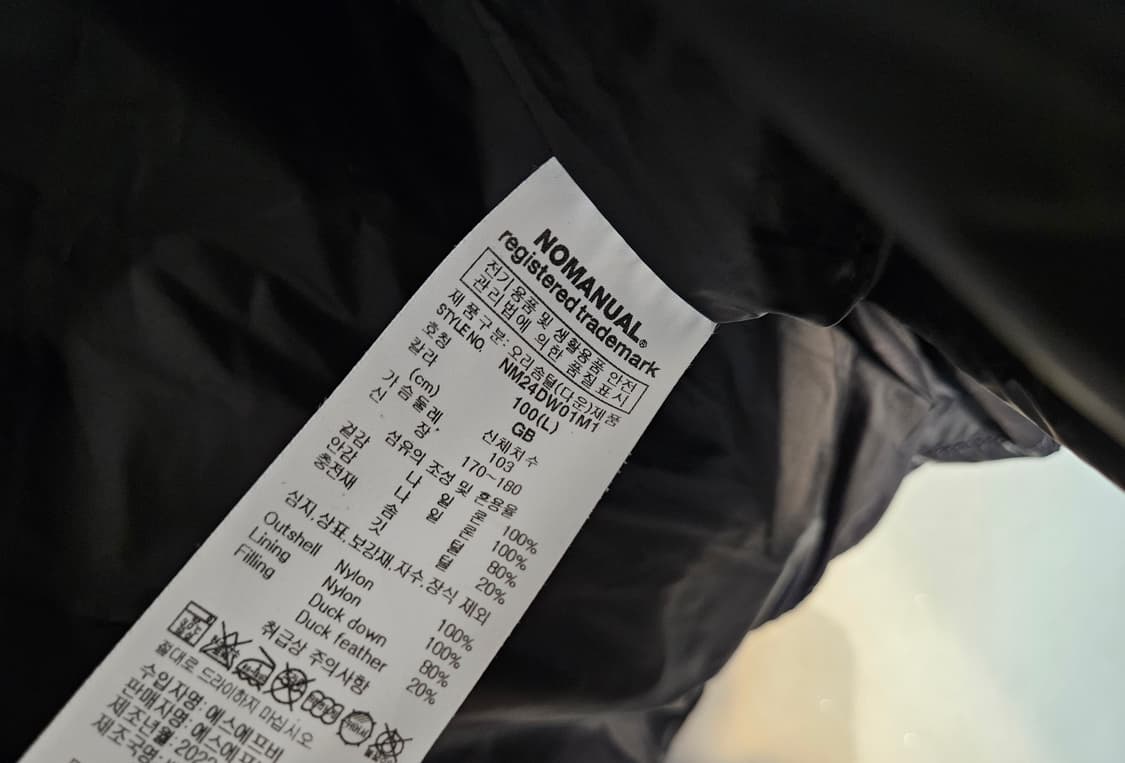 NOMANUAL®
registered trademark
전기용품 및 생활용품 안전
관리법에 의한 품질표시
제품구분: 오리솜털(다운)제품
STYLE NO. NM24DW01M1
호칭 100(L)
칼라 GB
(cm) 신체치수
가슴둘레 103
신 장. 170~180
섬유의 조성 및 혼용율
겉감 나 일 론 100%
안감 나 일 론 100%
충전재 솜 털 80%
깃 털 20%
심지,상표,보강재,자수,장식 제외
Outshell Nylon 100%
Lining Nylon 100%
Filling Duck down 80%
Duck feather 20%
취급상 주의사항
절대로 드라이하지 마십시오
수입자명: 에스에프비
판매자명: 에스에프
제조년월: 202
제조국명: